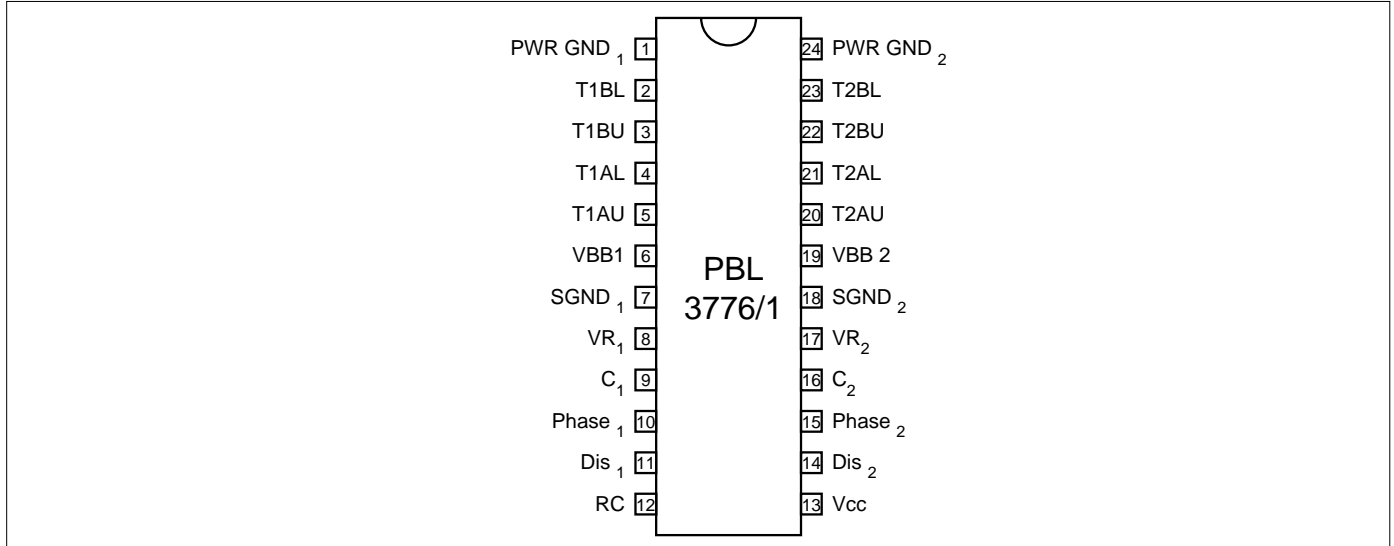 PWR GND 1 1 24 PWR GND 2
T1BL 2 23 T2BL
T1BU 3 22 T2BU
T1AL 4 21 T2AL
T1AU 5 20 T2AU
VBB1 6 19 VBB 2
PBL
SGND 1 7 18 SGND 2
3776/1
VR1 8 17 VR2
C1 9 16 C2
Phase 1 10 15 Phase 2
Dis 1 11 14 Dis 2
RC 12 13 Vcc